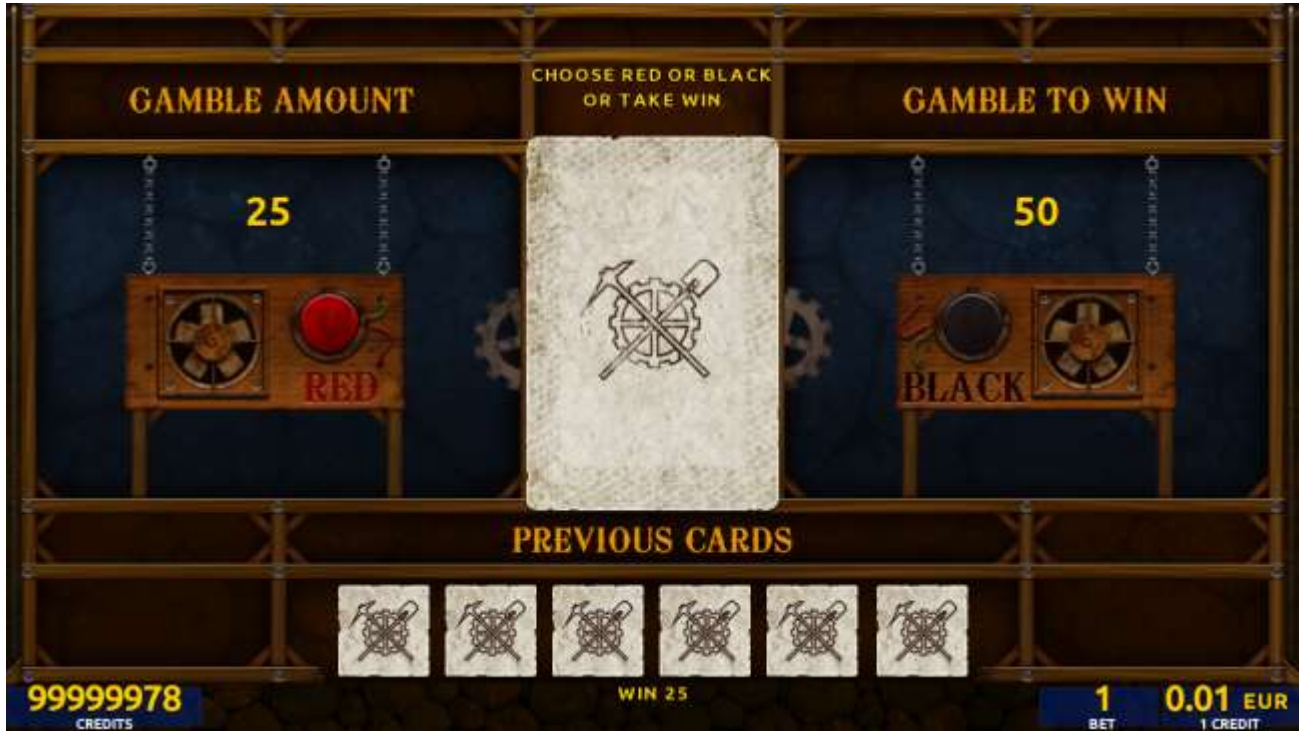 CHOOSE RED OR BLACK
OR TAKE WIN
GAMBLE AMOUNT
GAMBLE TO WIN
25
50
RED
BLACK
PREVIOUS CARDS
WIN 25
99999978
CREDITS
1
BET
0.01 EUR
1 CREDIT